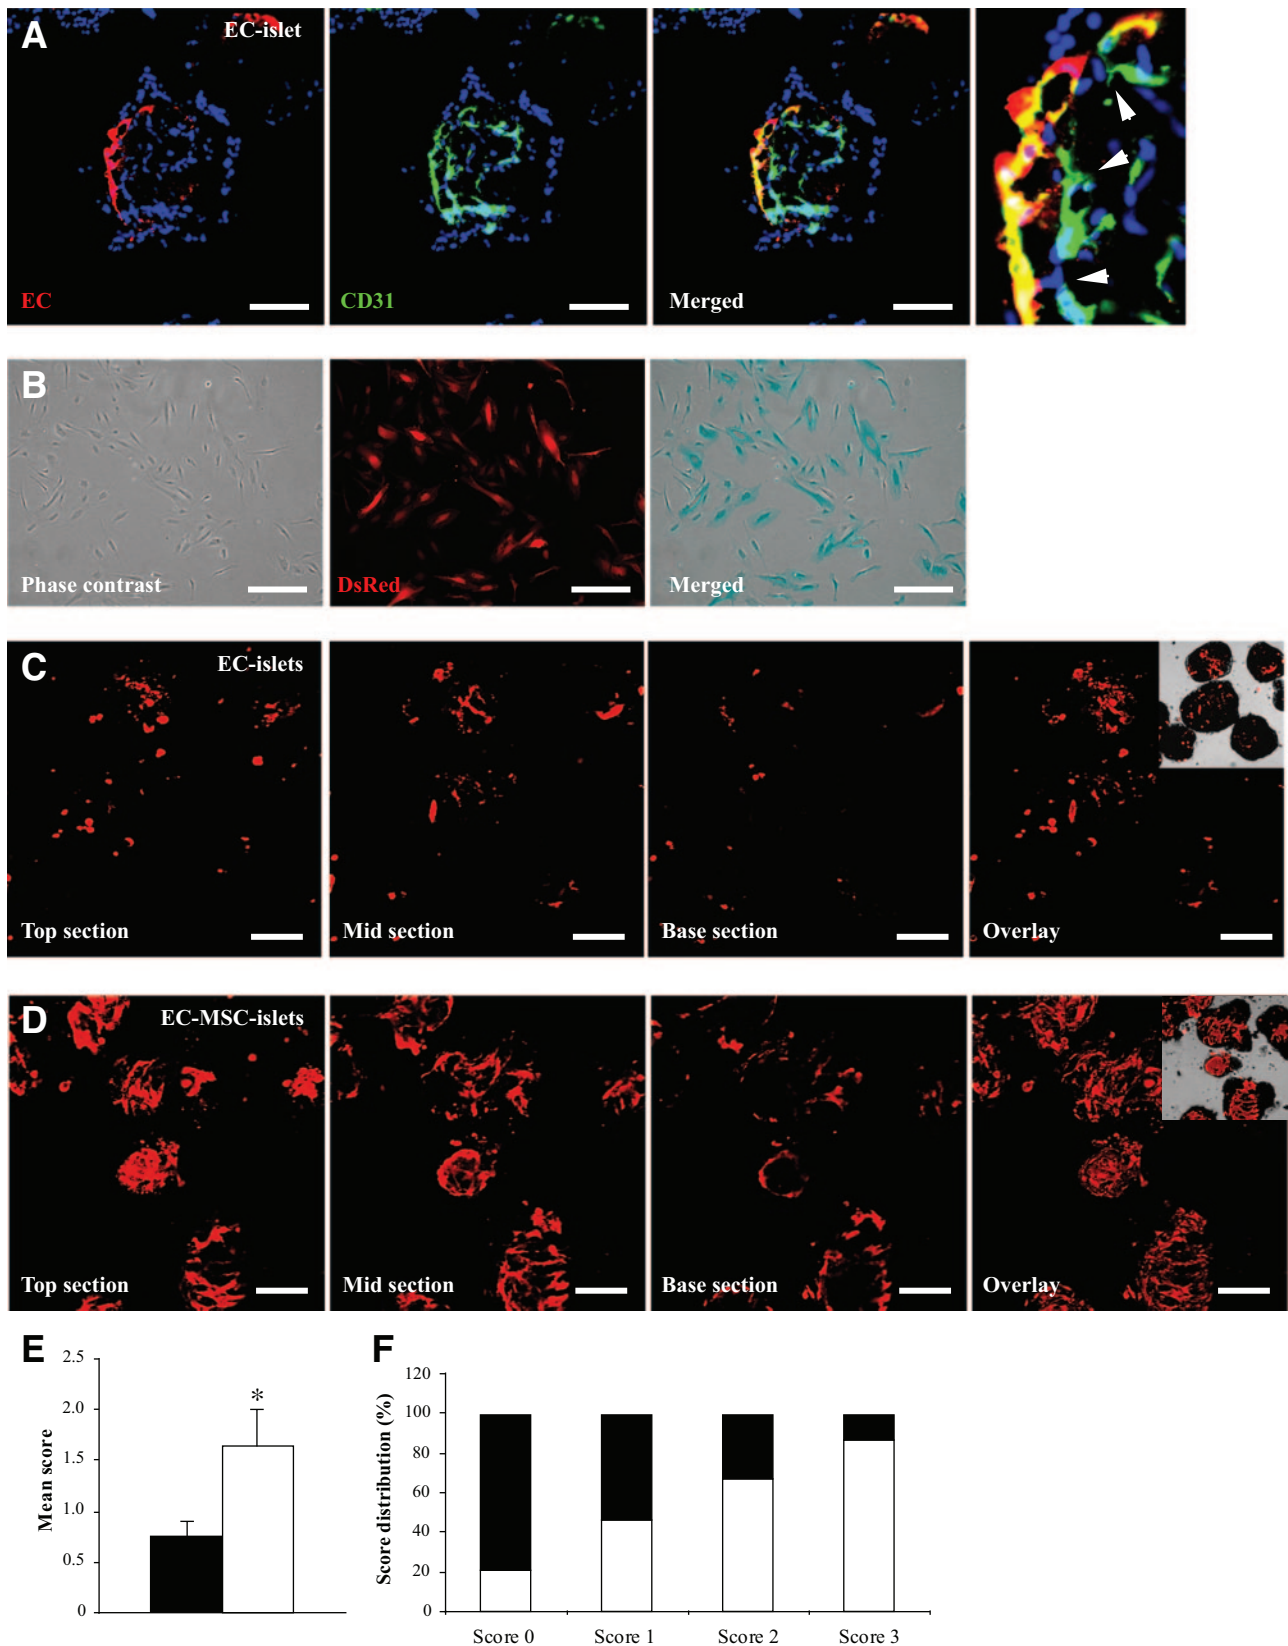 A
EC-islet
EC
CD31
Merged
B
Phase contrast
DsRed
Merged
C
EC-islets
Top section
Mid section
Base section
Overlay
D
EC-MSC-islets
Top section
Mid section
Base section
Overlay
E
2.5
2.0
1.5
1.0
0.5
0
Mean score
*
F
120
100
80
60
40
20
0
Score distribution (%)
Score 0
Score 1
Score 2
Score 3